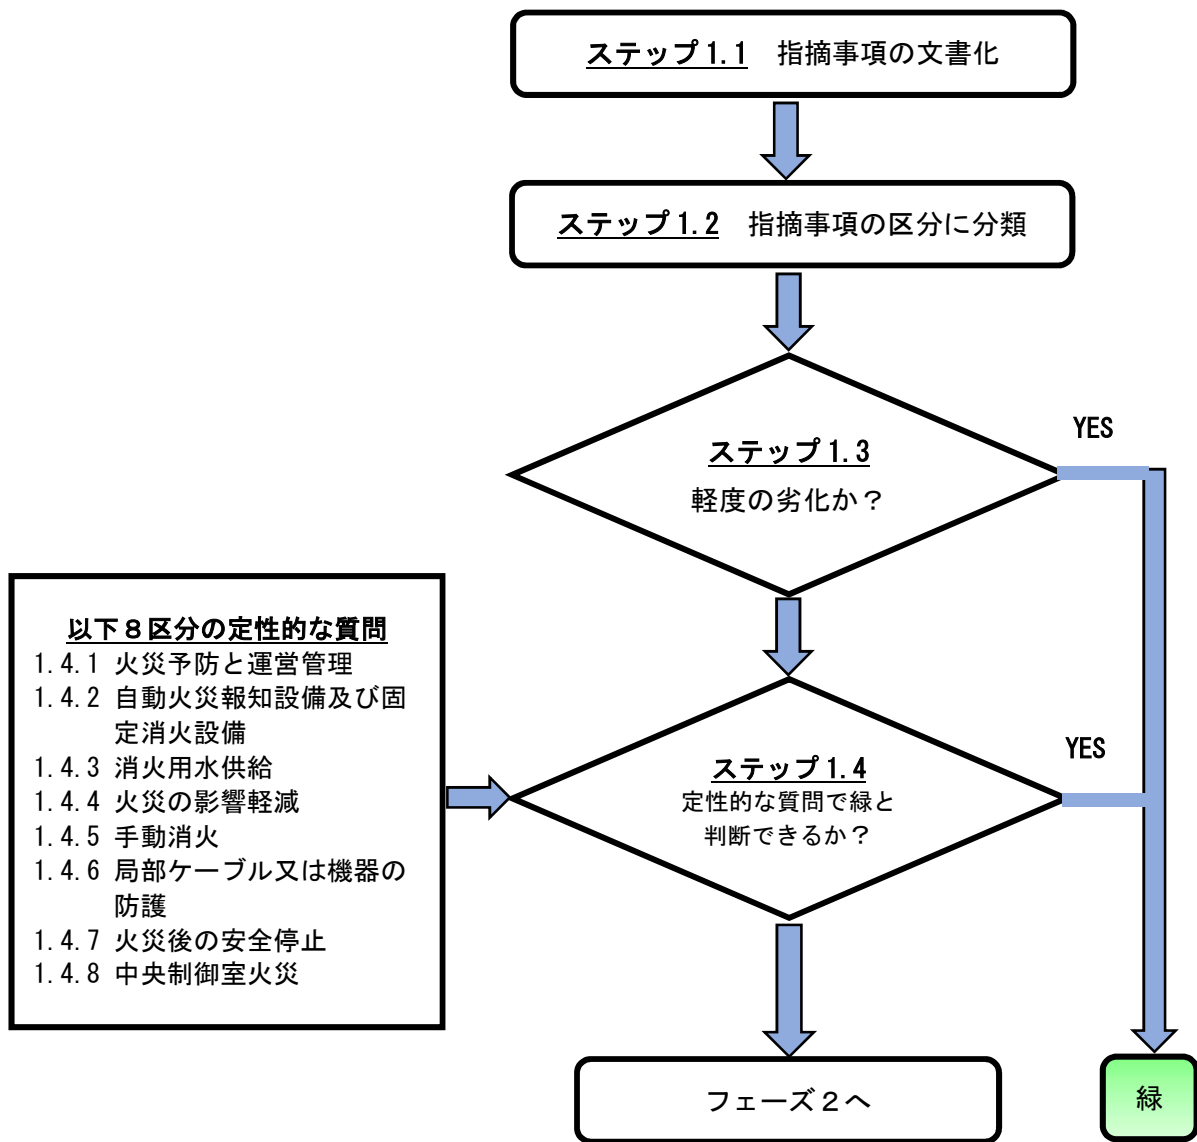 ステップ1.1　指摘事項の文書化
ステップ1.2　指摘事項の区分に分類
ステップ1.3
軽度の劣化か？
YES
以下８区分の定性的な質問
1.4.1 火災予防と運営管理
1.4.2 自動火災報知設備及び固
定消火設備
1.4.3 消火用水供給
1.4.4 火災の影響軽減
1.4.5 手動消火
1.4.6 局部ケーブル又は機器の
防護
1.4.7 火災後の安全停止
1.4.8 中央制御室火災
ステップ1.4
定性的な質問で緑と
判断できるか？
YES
フェーズ２へ
緑